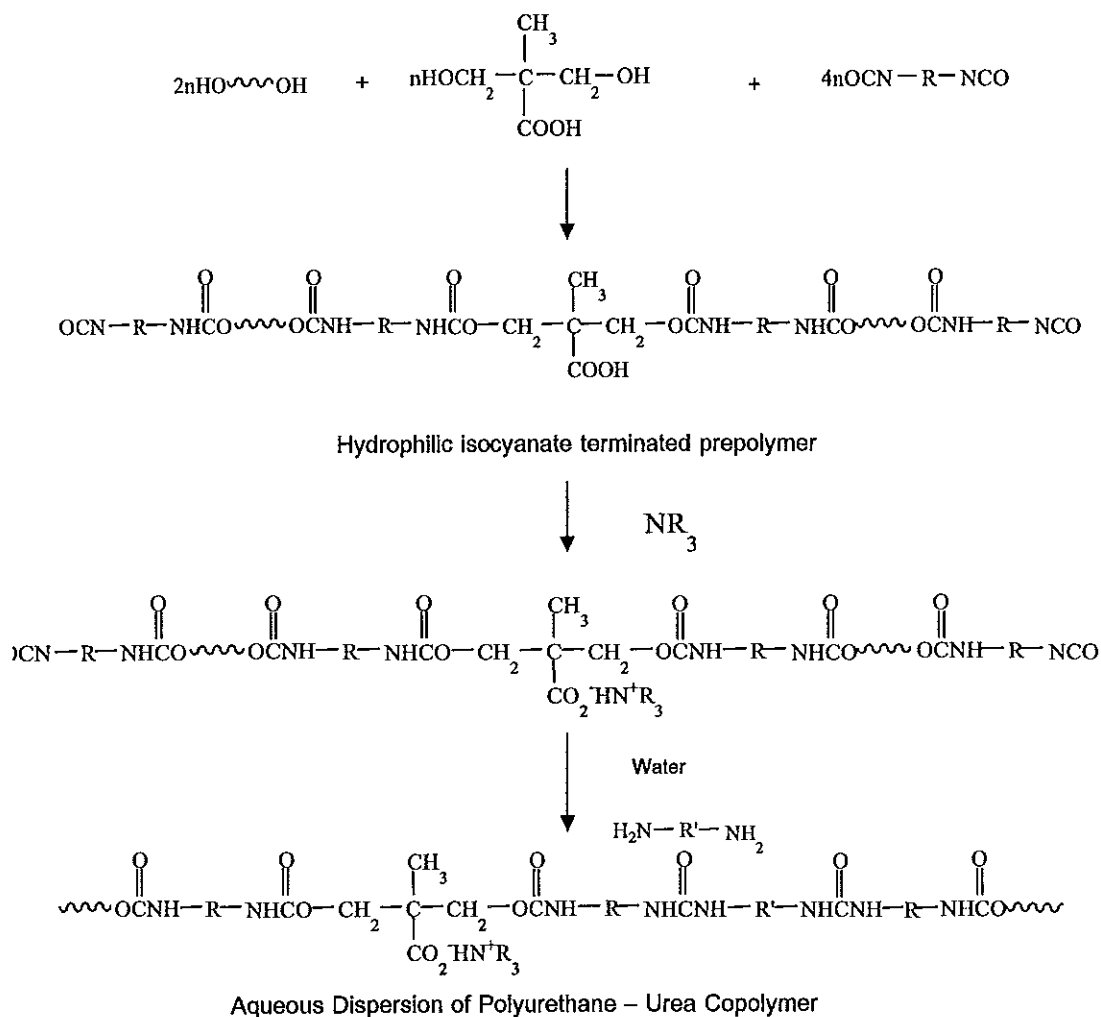 CH3
2nHO~~~OH + nHOCH2—C—CH2—OH + 4nOCN—R—NCO
COOH
O O O CH3 O O O
OCN—R—NHCO~~~OCNH—R—NHCO—CH2—C—CH2—OCNH—R—NHCO~~~OCNH—R—NCO
COOH
Hydrophilic isocyanate terminated prepolymer
NR3
O O O CH3 O O O
)CN—R—NHCO~~~OCNH—R—NHCO—CH2—C—CH2—OCNH—R—NHCO~~~OCNH—R—NCO
CO2-HN+R3
Water
H2N—R'—NH2
O O CH3 O O O O
~~~OCNH—R—NHCO—CH2—C—CH2—OCNH—R—NHCNH—R'—NHCNH—R—NHCO~~~
CO2-HN+R3
Aqueous Dispersion of Polyurethane – Urea Copolymer